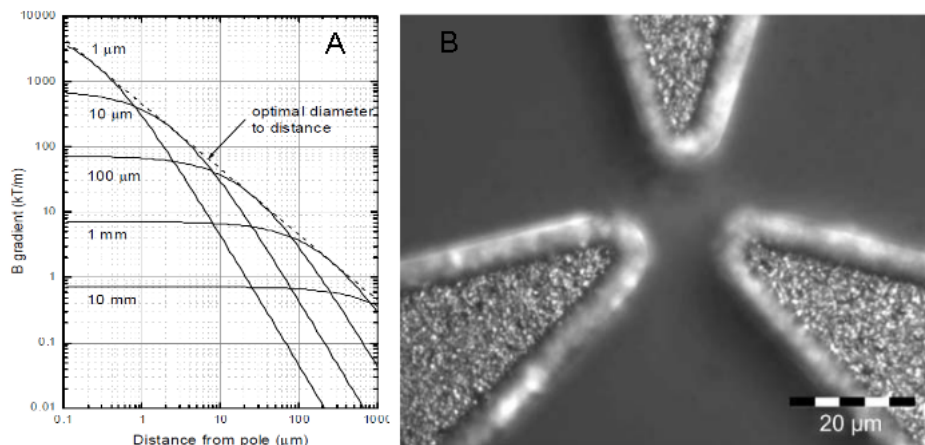 A
10000
1000
100
10
1
0.1
0.01
B gradient (kT/m)
1 μm
10 μm
100 μm
1 mm
10 mm
optimal diameter
to distance
0.1
1
10
100
1000
Distance from pole (μm)
B
20 μm